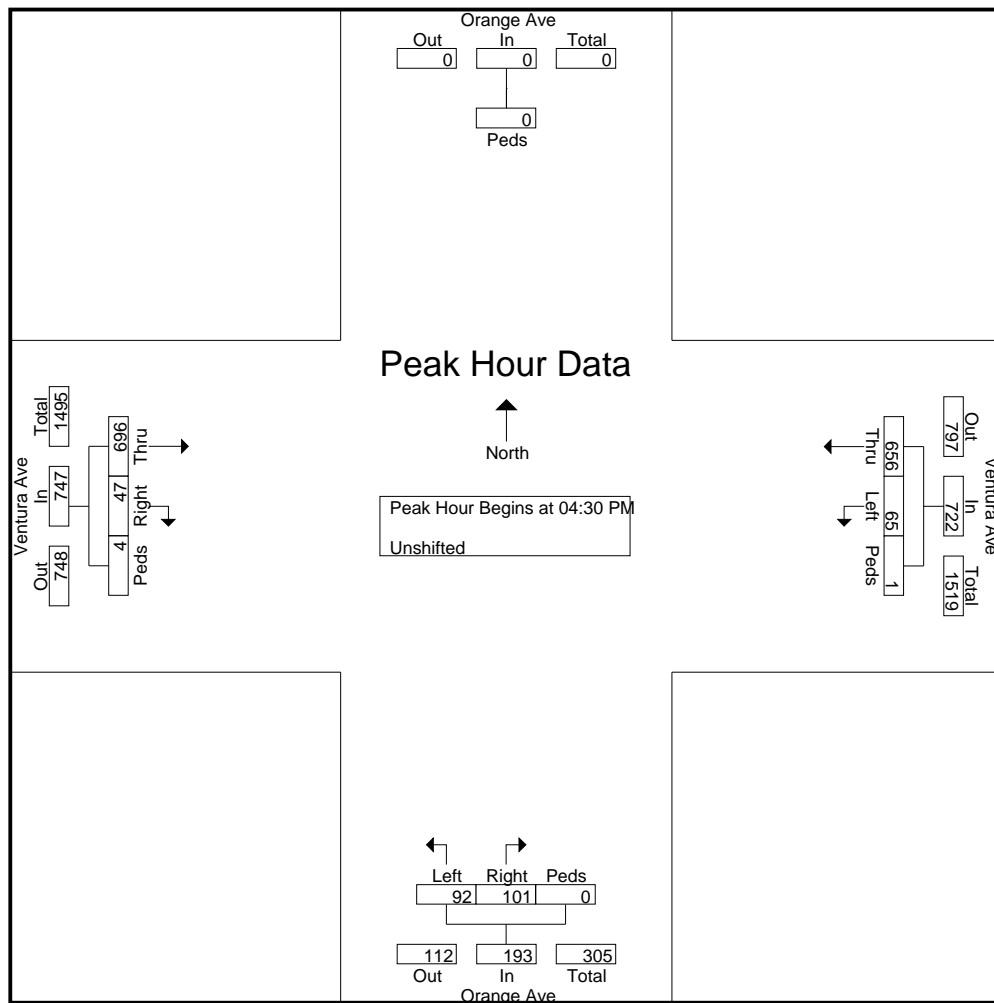 Orange Ave
Out In Total
0 0 0
0
Peds
Peak Hour Data
North
Peak Hour Begins at 04:30 PM
Unshifted
Ventura Ave
Out In Total
748 747 1495
Peds Right Thru
4 47 696
Ventura Ave
Out In Total
797 722 1519
Thru Left Peds
656 65 1
Left Right Peds
92 101 0
112 193 305
Out In Total
Orange Ave